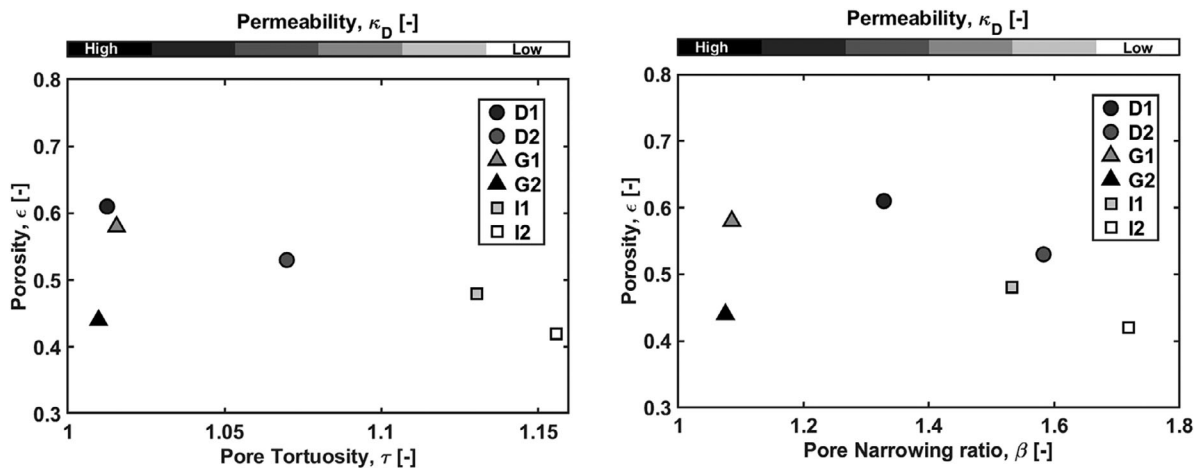 Permeability, κD [-]
High Low
0.8
0.7
0.6
0.5
0.4
0.3
Porosity, ϵ [-]
D1
D2
G1
G2
I1
I2
1 1.05 1.1 1.15
Pore Tortuosity, τ [-]
Permeability, κD [-]
High Low
0.8
0.7
0.6
0.5
0.4
0.3
Porosity, ϵ [-]
D1
D2
G1
G2
I1
I2
1 1.2 1.4 1.6 1.8
Pore Narrowing ratio, β [-]